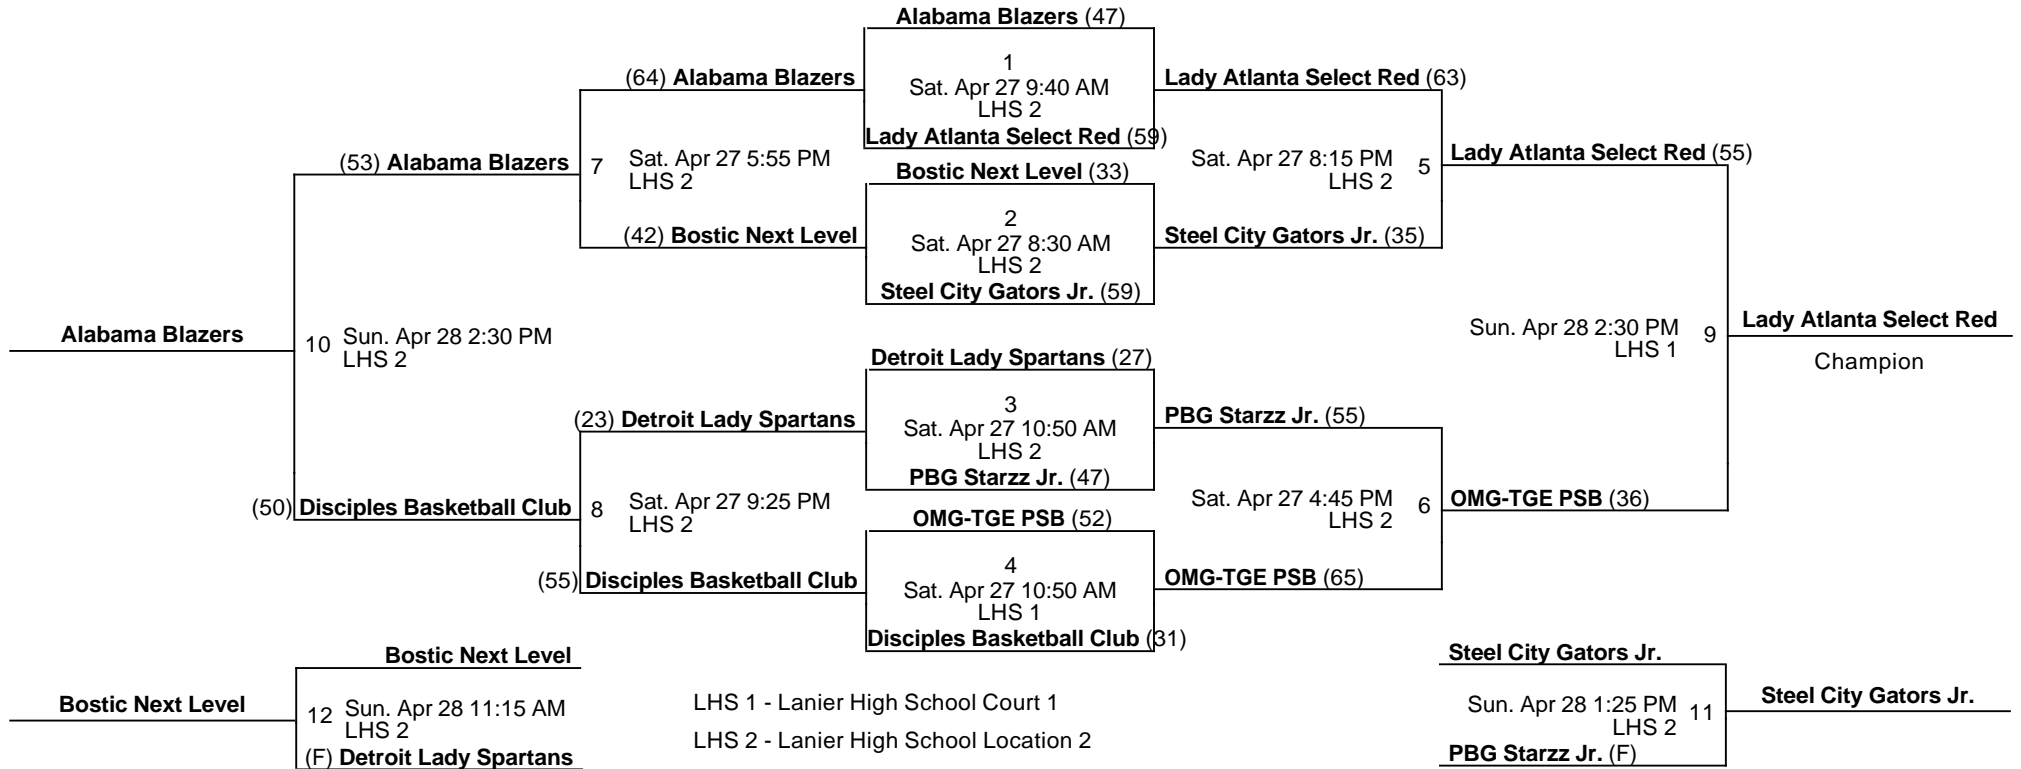 Alabama Blazers (47)
1
Sat. Apr 27 9:40 AM
LHS 2
Lady Atlanta Select Red (59)
(64) Alabama Blazers
Lady Atlanta Select Red (63)
Bostic Next Level (33)
2
Sat. Apr 27 8:30 AM
LHS 2
Steel City Gators Jr. (59)
(53) Alabama Blazers
7 Sat. Apr 27 5:55 PM
LHS 2
(42) Bostic Next Level
Sat. Apr 27 8:15 PM 5
LHS 2
Lady Atlanta Select Red (55)
Steel City Gators Jr. (35)
Alabama Blazers
10 Sun. Apr 28 2:30 PM
LHS 2
Sun. Apr 28 2:30 PM 9
LHS 1
Lady Atlanta Select Red
Champion
Detroit Lady Spartans (27)
3
Sat. Apr 27 10:50 AM
LHS 2
PBG Starzz Jr. (47)
(23) Detroit Lady Spartans
PBG Starzz Jr. (55)
OMG-TGE PSB (52)
4
Sat. Apr 27 10:50 AM
LHS 1
Disciples Basketball Club (31)
(50) Disciples Basketball Club
8 Sat. Apr 27 9:25 PM
LHS 2
(55) Disciples Basketball Club
Sat. Apr 27 4:45 PM 6
LHS 2
OMG-TGE PSB (36)
OMG-TGE PSB (65)
Bostic Next Level
Bostic Next Level
12 Sun. Apr 28 11:15 AM
LHS 2
(F) Detroit Lady Spartans
LHS 1 - Lanier High School Court 1
LHS 2 - Lanier High School Location 2
Steel City Gators Jr.
Sun. Apr 28 1:25 PM 11
LHS 2
Steel City Gators Jr.
PBG Starzz Jr. (F)